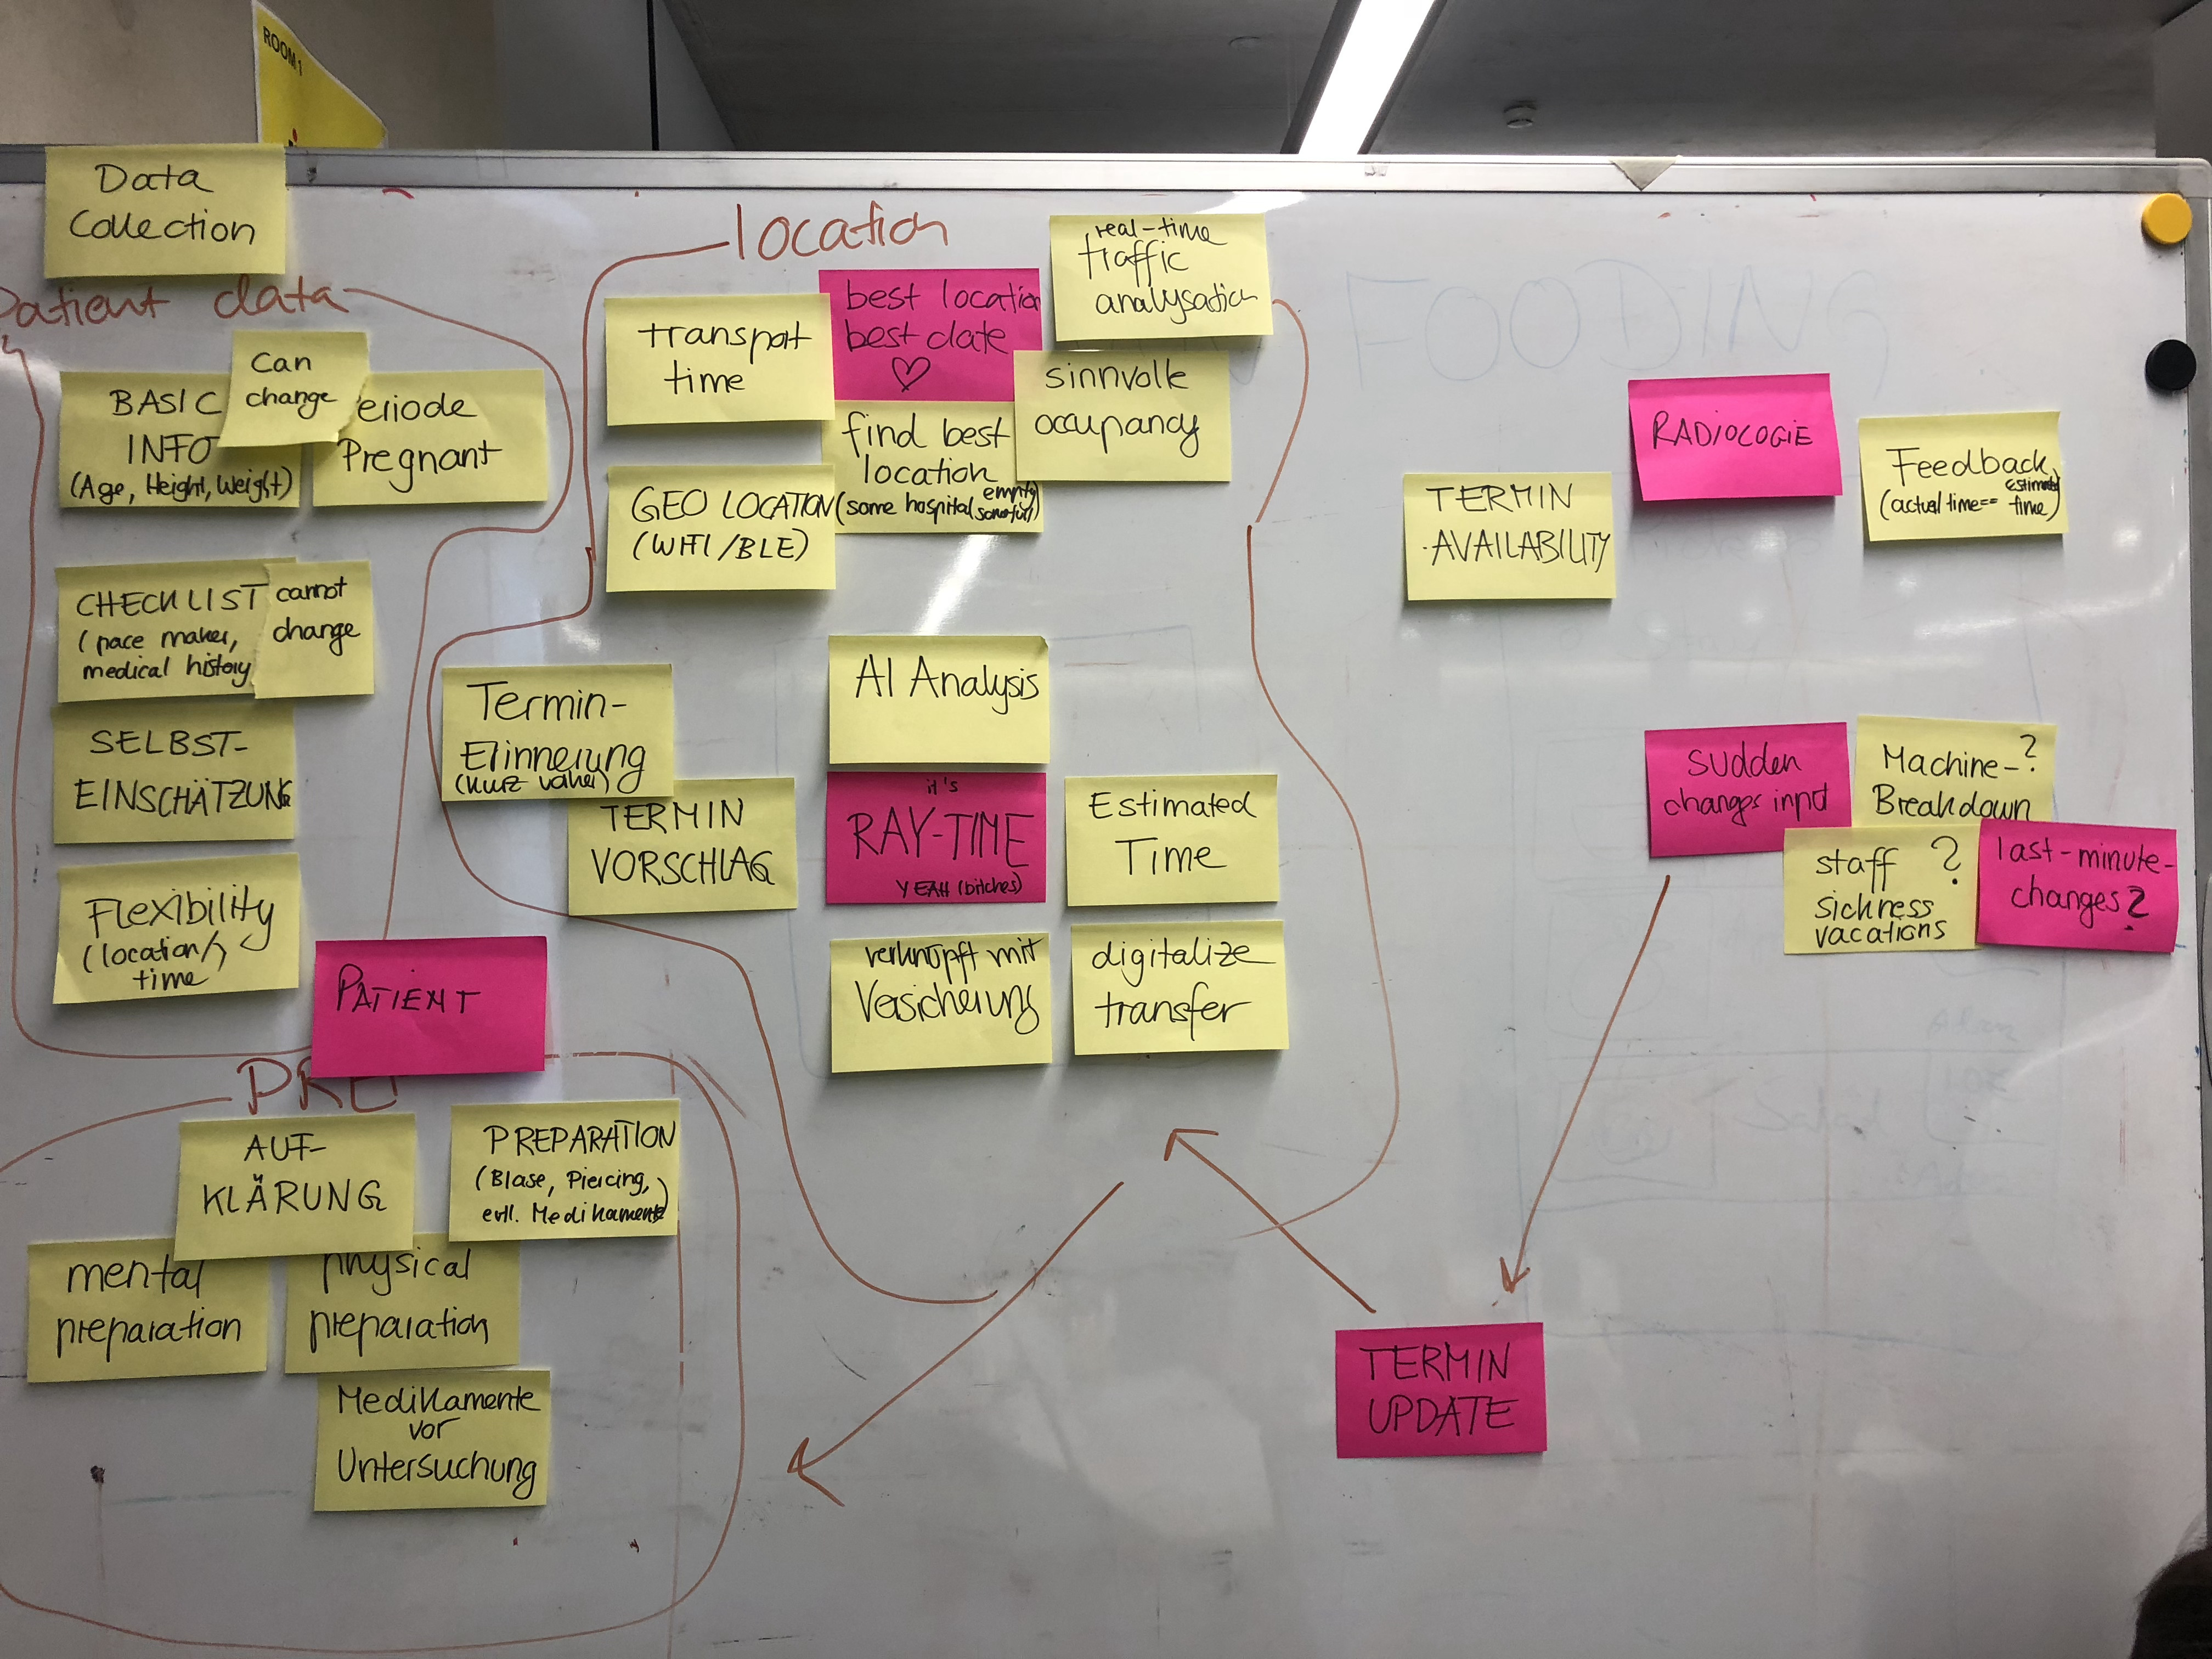 ROOM 1
Data
Collection
Patient data
BASIC
INFO
(Age, Height, Weight)
Can
change
eriode
Pregnant
CHECKLIST
(pace maker,
medical history
cannot
change
SELBST-
EINSCHÄTZUNG
Flexibility
(location/
time
PATIENT
PRE
AUF-
KLÄRUNG
PREPARATION
(Blase, Piercing,
evtl. Medikamente)
mental
preparation
physical
preparation
Medikamente
vor
Untersuchung
location
transport
time
best location
best date
♡
real-time
traffic
analysation
sinnvolle
occupancy
find best
location
(some hospital empty
some full)
GEO LOCATION
(WIFI/BLE)
Termin-
Erinnerung
(kurz vorher)
TERMIN
VORSCHLAG
AI Analysis
it's
RAY-TIME
YEAH (bitches)
Estimated
Time
verknüpft mit
Versicherung
digitalize
transfer
RADIOLOGIE
TERMIN
AVAILABILITY
Feedback
(actual time == estimated
time)
sudden
changes input
Machine-?
Breakdown
staff ?
sickness
vacations
last-minute-
changes?
TERMIN
UPDATE